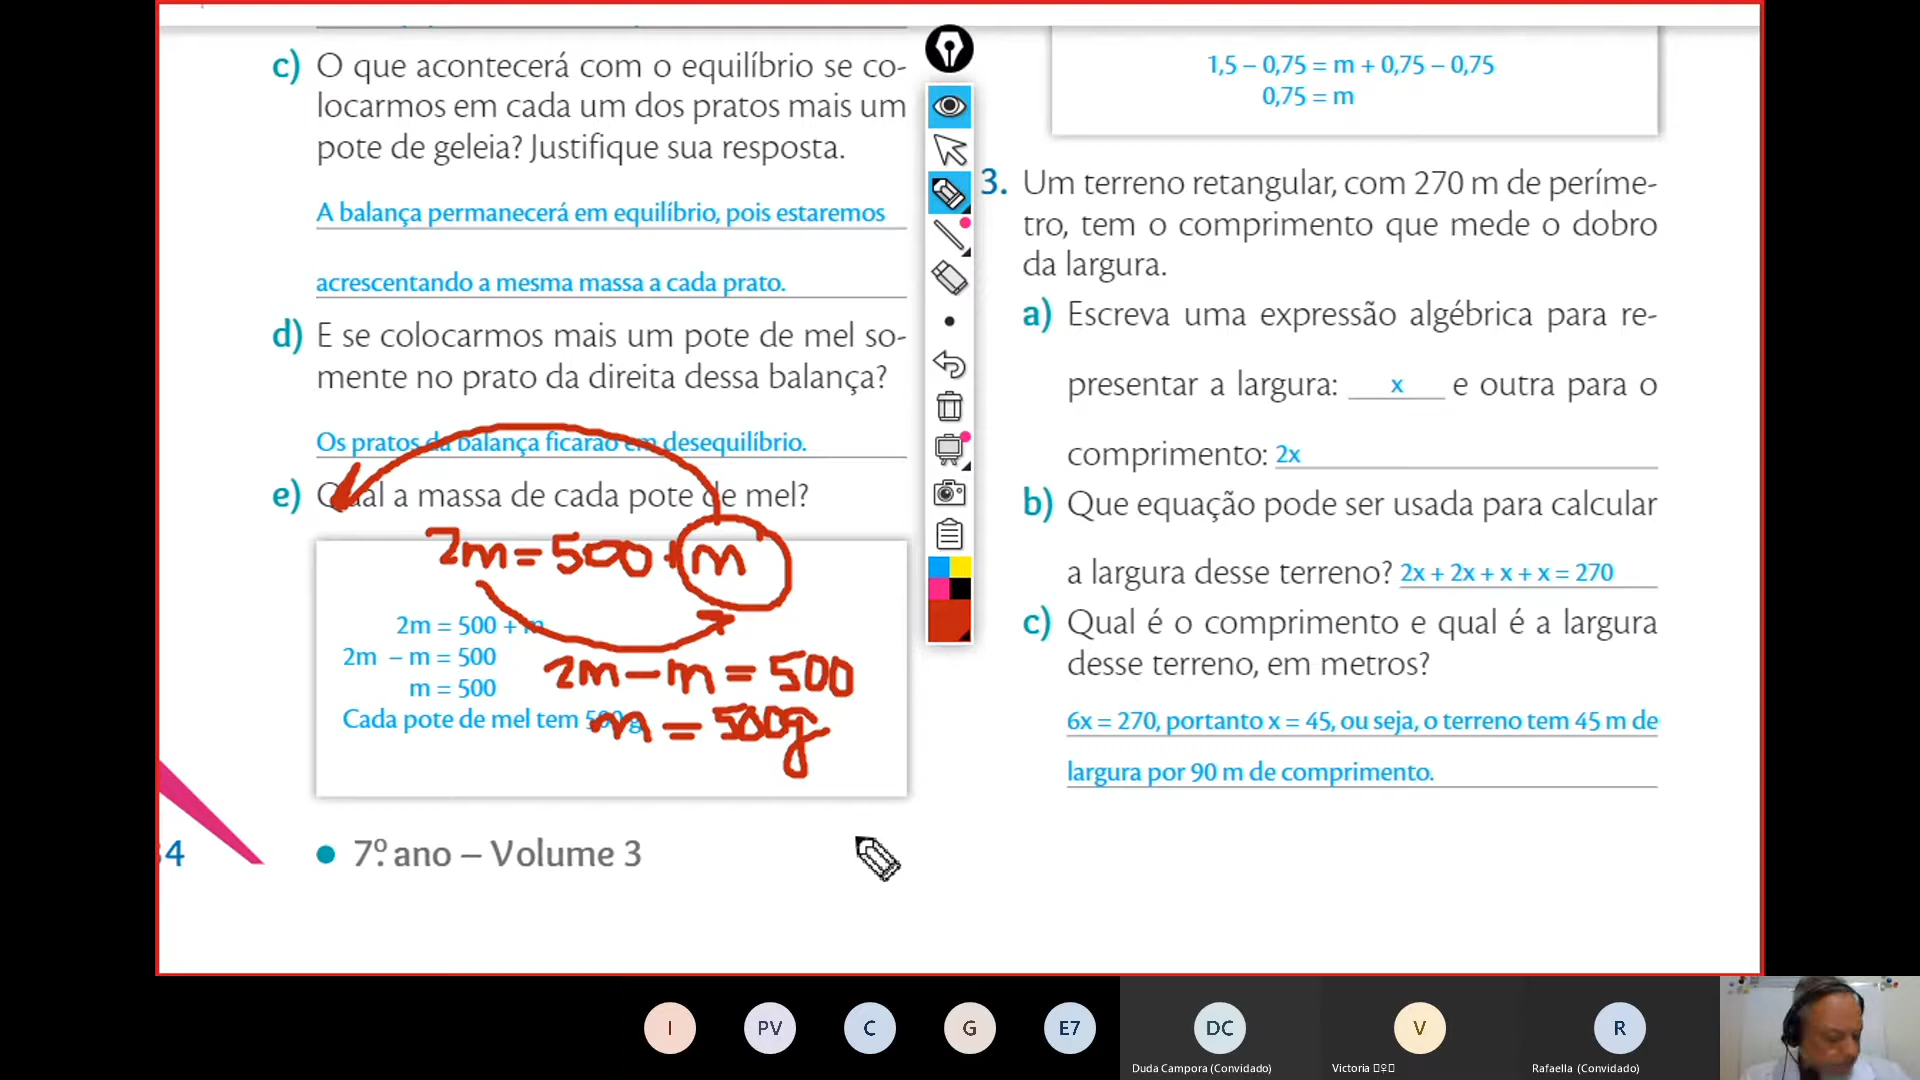 c) O que acontecerá com o equilíbrio se co-
locarmos em cada um dos pratos mais um
pote de geleia? Justifique sua resposta.
A balança permanecerá em equilíbrio, pois estaremos
acrescentando a mesma massa a cada prato.
d) E se colocarmos mais um pote de mel so-
mente no prato da direita dessa balança?
Os pratos da balança ficarão em desequilíbrio.
e) Qual a massa de cada pote de mel?
2m = 500 + m
2m = 500 + m
2m – m = 500
m = 500
Cada pote de mel tem 500 g
2m – m = 500
m = 500g
4
7º. ano – Volume 3
1,5 – 0,75 = m + 0,75 – 0,75
0,75 = m
3. Um terreno retangular, com 270 m de períme-
tro, tem o comprimento que mede o dobro
da largura.
a) Escreva uma expressão algébrica para re-
presentar a largura: x e outra para o
comprimento: 2x
b) Que equação pode ser usada para calcular
a largura desse terreno? 2x + 2x + x + x = 270
c) Qual é o comprimento e qual é a largura
desse terreno, em metros?
6x = 270, portanto x = 45, ou seja, o terreno tem 45 m de
largura por 90 m de comprimento.
I
PV
C
G
E7
DC
V
R
Duda Campora (Convidado)
Victoria
Rafaella (Convidado)